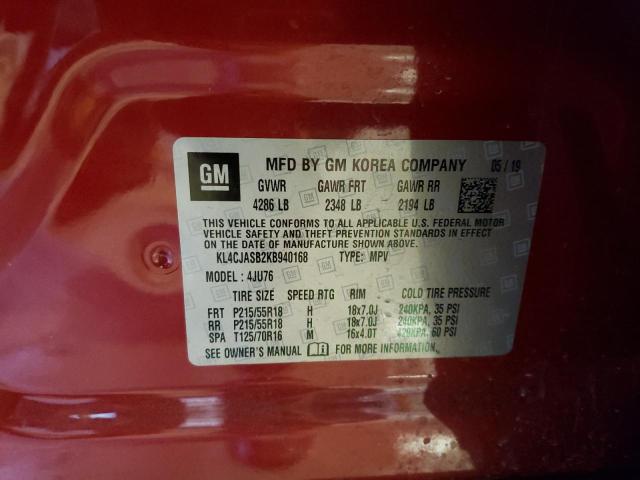 GM MFD BY GM KOREA COMPANY 05 / 19
GVWR GAWR FRT GAWR RR
4286 LB 2348 LB 2194 LB
THIS VEHICLE CONFORMS TO ALL APPLICABLE U.S. FEDERAL MOTOR
VEHICLE SAFETY AND THEFT PREVENTION STANDARDS IN EFFECT
ON THE DATE OF MANUFACTURE SHOWN ABOVE.
KL4CJASB2KB940168 TYPE: MPV
MODEL : 4JU76
TIRE SIZE SPEED RTG RIM COLD TIRE PRESSURE
FRT P215/55R18 H 18x7.0J 240KPA, 35 PSI
RR P215/55R18 H 18x7.0J 240KPA, 35 PSI
SPA T125/70R16 M 16x4.0T 420KPA, 60 PSI
SEE OWNER'S MANUAL FOR MORE INFORMATION.